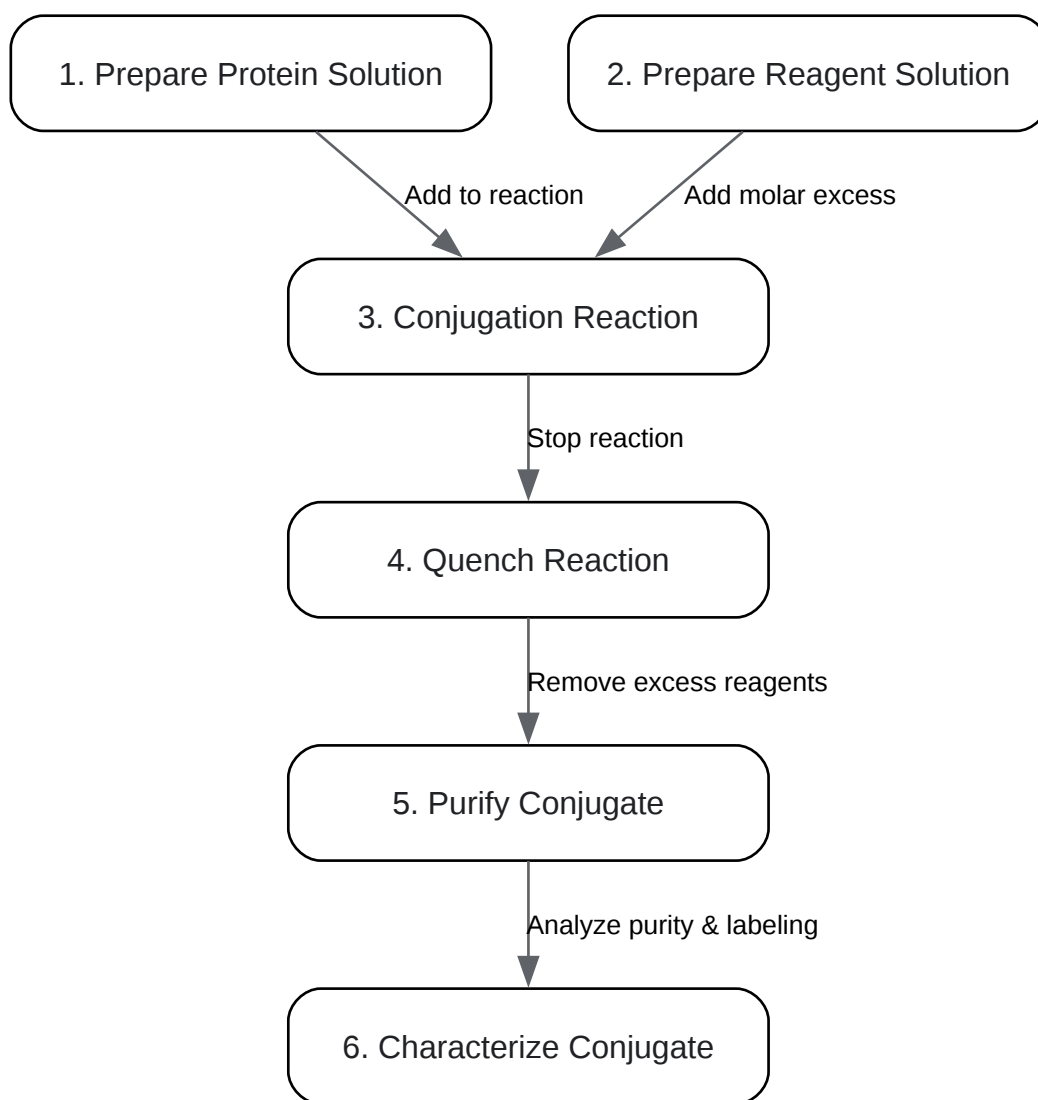 1. Prepare Protein Solution
2. Prepare Reagent Solution
Add to reaction
Add molar excess
3. Conjugation Reaction
Stop reaction
4. Quench Reaction
Remove excess reagents
5. Purify Conjugate
Analyze purity & labeling
6. Characterize Conjugate